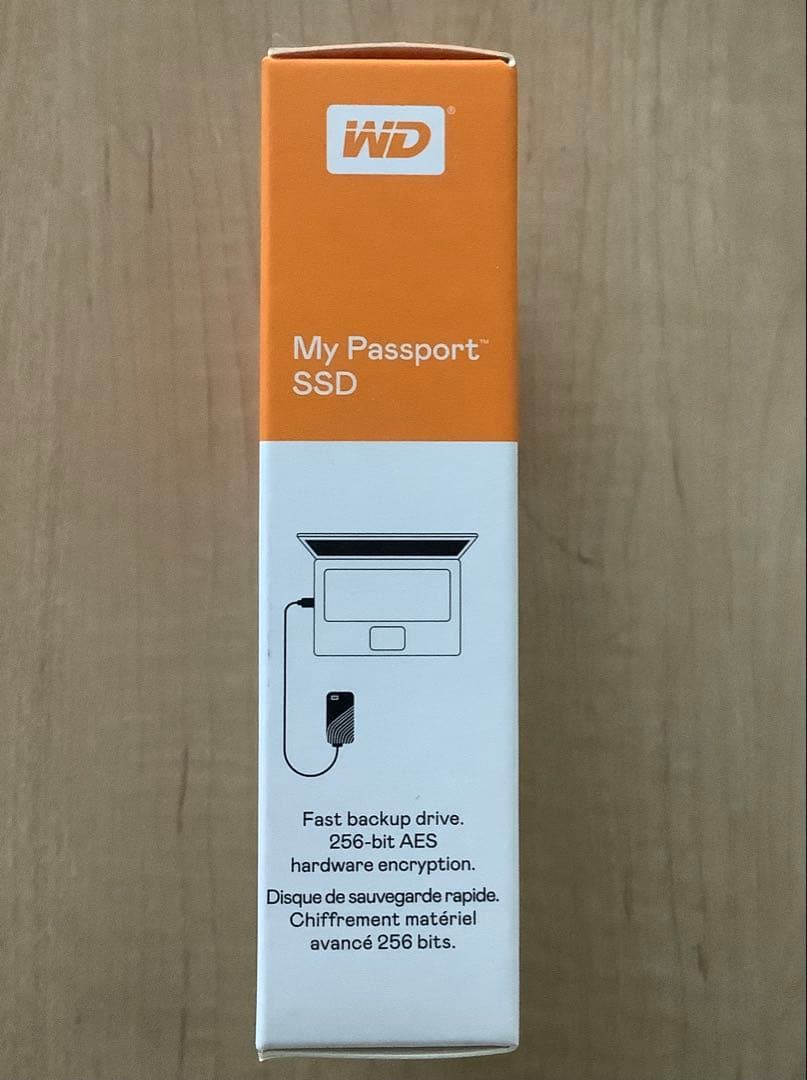 WD®
My Passport™
SSD
Fast backup drive.
256-bit AES
hardware encryption.
Disque de sauvegarde rapide.
Chiffrement matériel
avancé 256 bits.